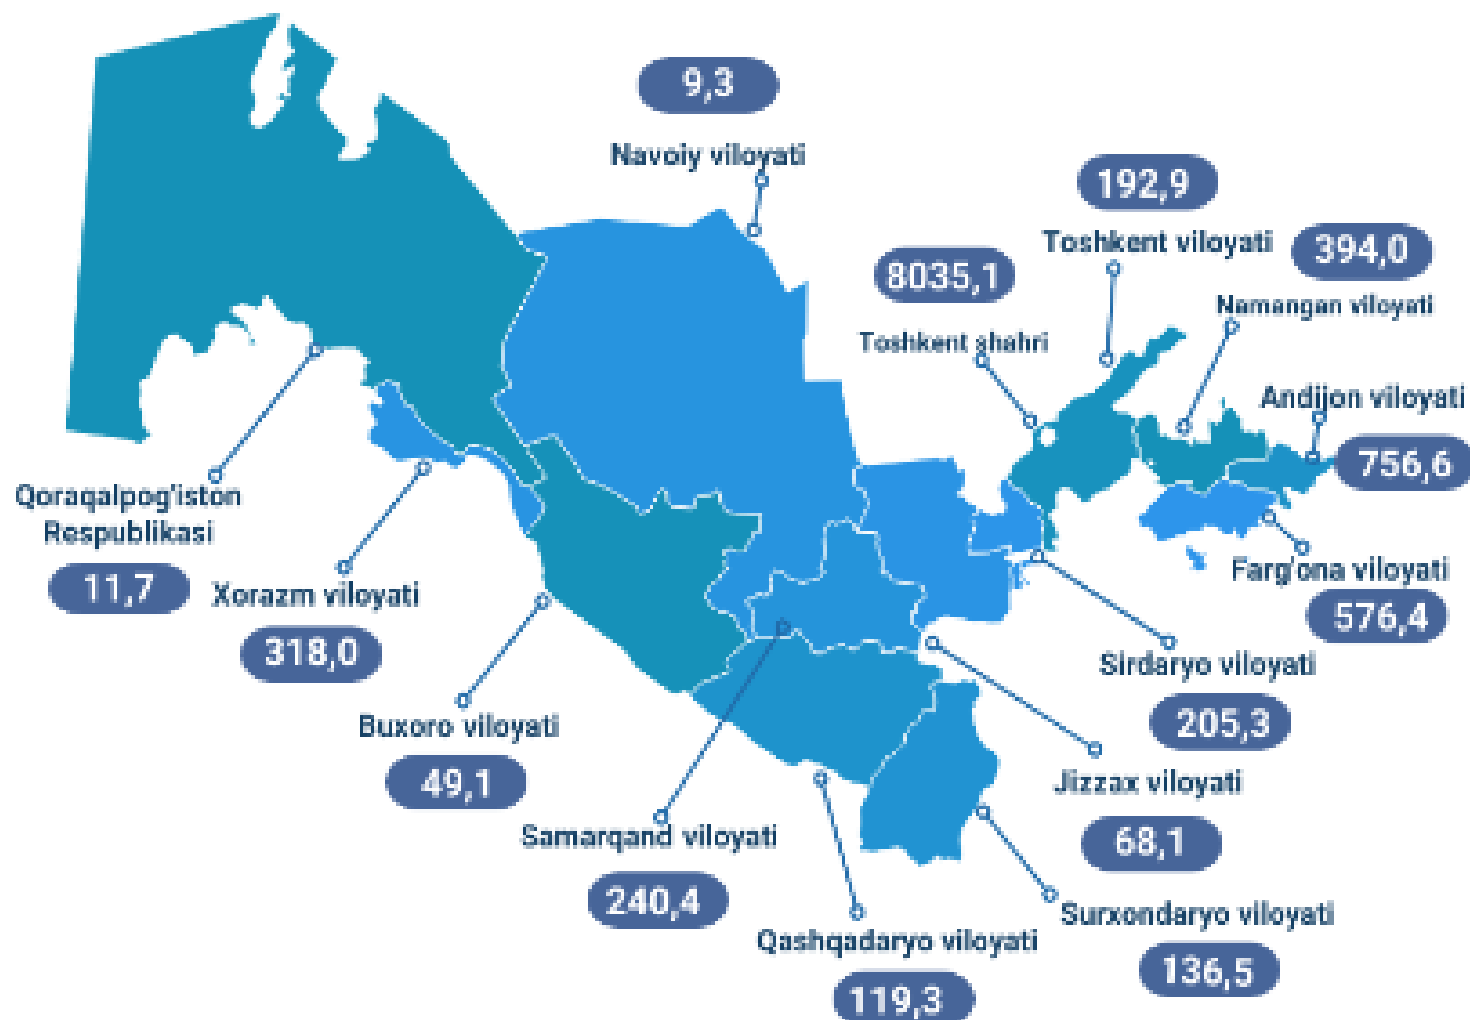 9,3
Navoiy viloyati
192,9
Toshkent viloyati
394,0
Namangan viloyati
8035,1
Toshkent shahri
Andijon viloyati
756,6
Farg'ona viloyati
576,4
Qoraqalpog'iston
Respublikasi
11,7
Xorazm viloyati
318,0
Sirdaryo viloyati
205,3
Buxoro viloyati
49,1
Jizzax viloyati
68,1
Samarqand viloyati
240,4
Surxondaryo viloyati
136,5
Qashqadaryo viloyati
119,3